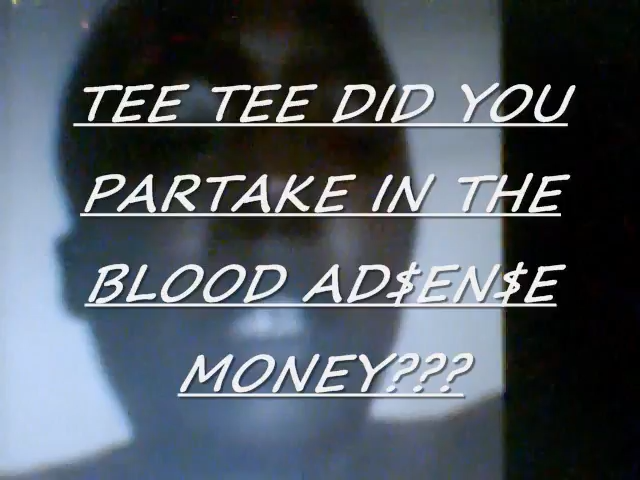 TEE TEE DID YOU
PARTAKE IN THE
BLOOD AD$EN$E
MONEY???